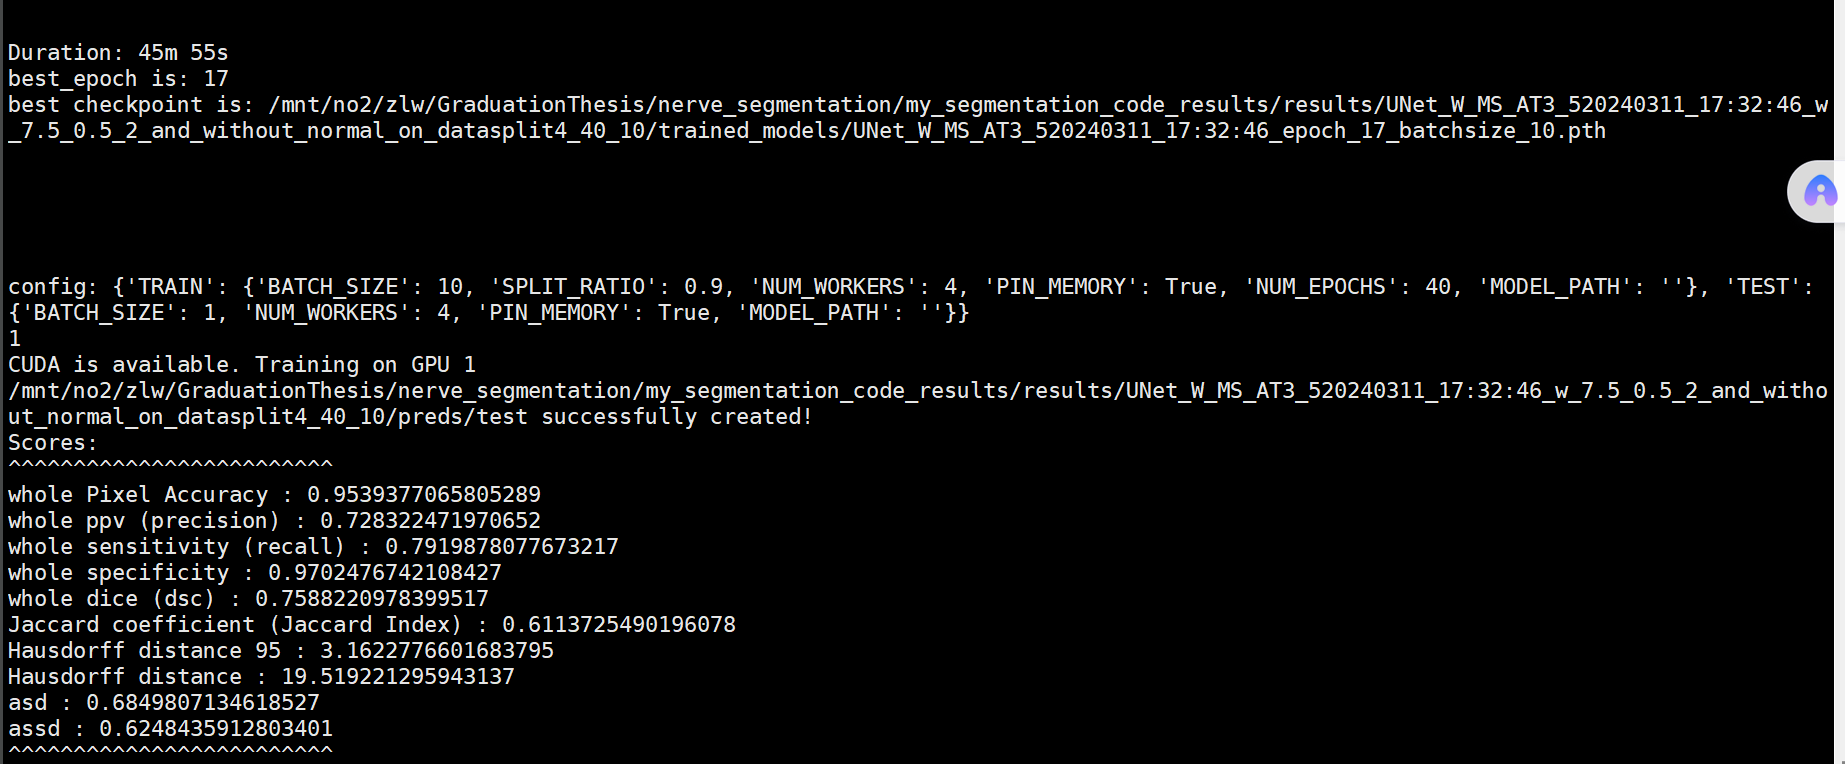 Duration: 45m 55s
best_epoch is: 17
best checkpoint is: /mnt/no2/zlw/GraduationThesis/nerve_segmentation/my_segmentation_code_results/results/UNet_W_MS_AT3_520240311_17:32:46_w
_7.5_0.5_2_and_without_normal_on_datasplit4_40_10/trained_models/UNet_W_MS_AT3_520240311_17:32:46_epoch_17_batchsize_10.pth
config: {'TRAIN': {'BATCH_SIZE': 10, 'SPLIT_RATIO': 0.9, 'NUM_WORKERS': 4, 'PIN_MEMORY': True, 'NUM_EPOCHS': 40, 'MODEL_PATH': ''}, 'TEST':
{'BATCH_SIZE': 1, 'NUM_WORKERS': 4, 'PIN_MEMORY': True, 'MODEL_PATH': ''}}
1
CUDA is available. Training on GPU 1
/mnt/no2/zlw/GraduationThesis/nerve_segmentation/my_segmentation_code_results/results/UNet_W_MS_AT3_520240311_17:32:46_w_7.5_0.5_2_and_witho
ut_normal_on_datasplit4_40_10/preds/test successfully created!
Scores:
^^^^^^^^^^^^^^^^^^^^^^^^^
whole Pixel Accuracy : 0.9539377065805289
whole ppv (precision) : 0.728322471970652
whole sensitivity (recall) : 0.7919878077673217
whole specificity : 0.9702476742108427
whole dice (dsc) : 0.7588220978399517
Jaccard coefficient (Jaccard Index) : 0.6113725490196078
Hausdorff distance 95 : 3.1622776601683795
Hausdorff distance : 19.519221295943137
asd : 0.6849807134618527
assd : 0.6248435912803401
^^^^^^^^^^^^^^^^^^^^^^^^^